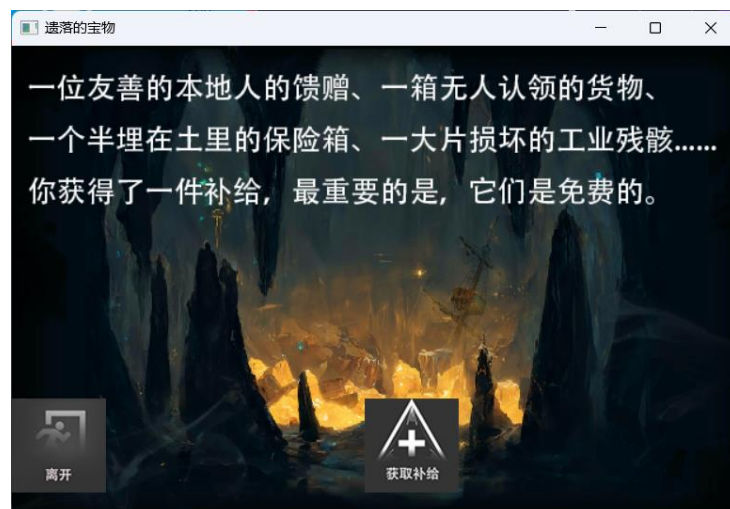 遗落的宝物
一位友善的本地人的馈赠、一箱无人认领的货物、
一个半埋在土里的保险箱、一大片损坏的工业残骸……
你获得了一件补给，最重要的是，它们是免费的。
离开
获取补给